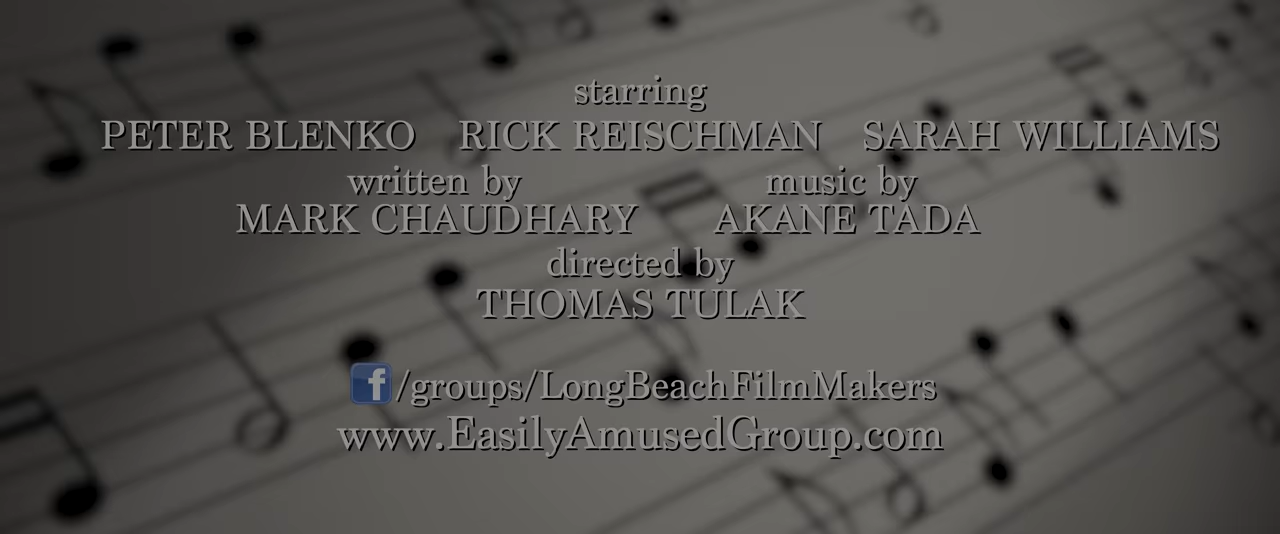 starring
PETER BLENKO RICK REISCHMAN SARAH WILLIAMS
written by music by
MARK CHAUDHARY AKANE TADA
directed by
THOMAS TULAK
f/groups/LongBeachFilmMakers
www.EasilyAmusedGroup.com